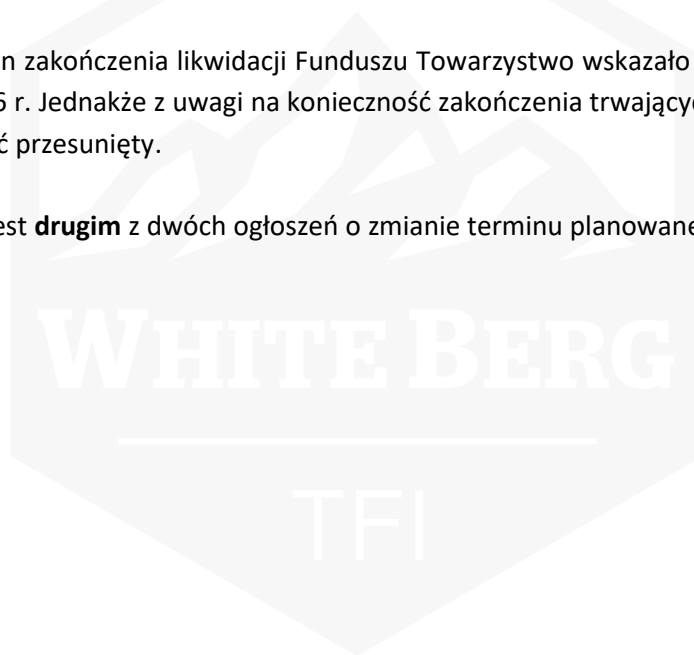 n zakończenia likwidacji Funduszu Towarzystwo wskazało
6 r. Jednakże z uwagi na konieczność zakończenia trwający
ć przesunięty.
est drugim z dwóch ogłoszeń o zmianie terminu planowane
WHITE BERG
TFI